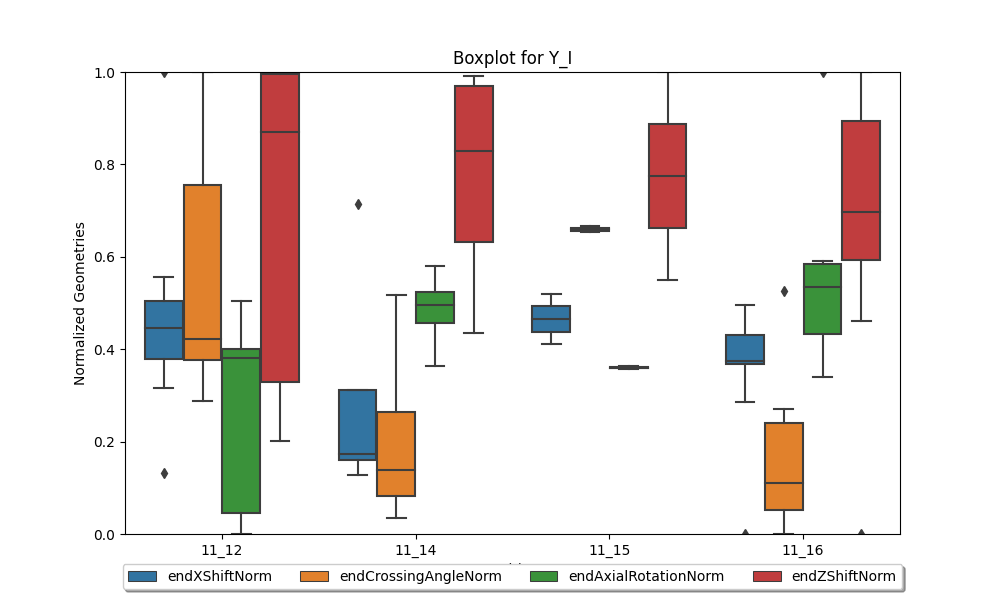 Boxplot for Y_I
Normalized Geometries
1.0
0.8
0.6
0.4
0.2
0.0
11_12 11_14 11_15 11_16
endXShiftNorm endCrossingAngleNorm endAxialRotationNorm endZShiftNorm